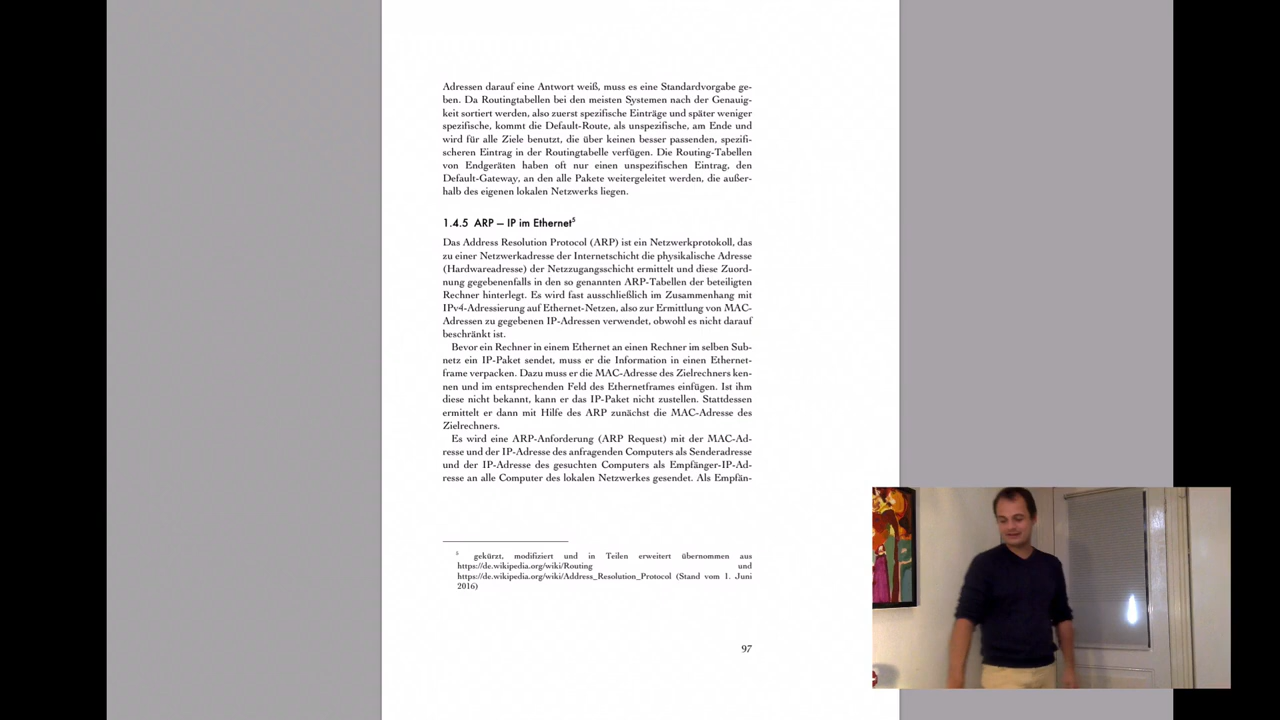 Adressen darauf eine Antwort weiß, muss es eine Standardvorgabe ge-
ben. Da Routingtabellen bei den meisten Systemen nach der Genauig-
keit sortiert werden, also zuerst spezifische Einträge und später weniger
spezifische, kommt die Default-Route, als unspezifische, am Ende und
wird für alle Ziele benutzt, die über keinen besser passenden, spezifi-
scheren Eintrag in der Routingtabelle verfügen. Die Routing-Tabellen
von Endgeräten haben oft nur einen unspezifischen Eintrag, den
Default-Gateway, an den alle Pakete weitergeleitet werden, die außer-
halb des eigenen lokalen Netzwerks liegen.
1.4.5 ARP – IP im Ethernet⁵
Das Address Resolution Protocol (ARP) ist ein Netzwerkprotokoll, das
zu einer Netzwerkadresse der Internetschicht die physikalische Adresse
(Hardwareadresse) der Netzzugangsschicht ermittelt und diese Zuord-
nung gegebenenfalls in den so genannten ARP-Tabellen der beteiligten
Rechner hinterlegt. Es wird fast ausschließlich im Zusammenhang mit
IPv4-Adressierung auf Ethernet-Netzen, also zur Ermittlung von MAC-
Adressen zu gegebenen IP-Adressen verwendet, obwohl es nicht darauf
beschränkt ist.
Bevor ein Rechner in einem Ethernet an einen Rechner im selben Sub-
netz ein IP-Paket sendet, muss er die Information in einen Ethernet-
frame verpacken. Dazu muss er die MAC-Adresse des Zielrechners ken-
nen und im entsprechenden Feld des Ethernetframes einfügen. Ist ihm
diese nicht bekannt, kann er das IP-Paket nicht zustellen. Stattdessen
ermittelt er dann mit Hilfe des ARP zunächst die MAC-Adresse des
Zielrechners.
Es wird eine ARP-Anforderung (ARP Request) mit der MAC-Ad-
resse und der IP-Adresse des anfragenden Computers als Senderadresse
und der IP-Adresse des gesuchten Computers als Empfänger-IP-Ad-
resse an alle Computer des lokalen Netzwerkes gesendet. Als Empfän-
⁵ gekürzt, modifiziert und in Teilen erweitert übernommen aus
https://de.wikipedia.org/wiki/Routing und
https://de.wikipedia.org/wiki/Address_Resolution_Protocol (Stand vom 1. Juni
2016)
97